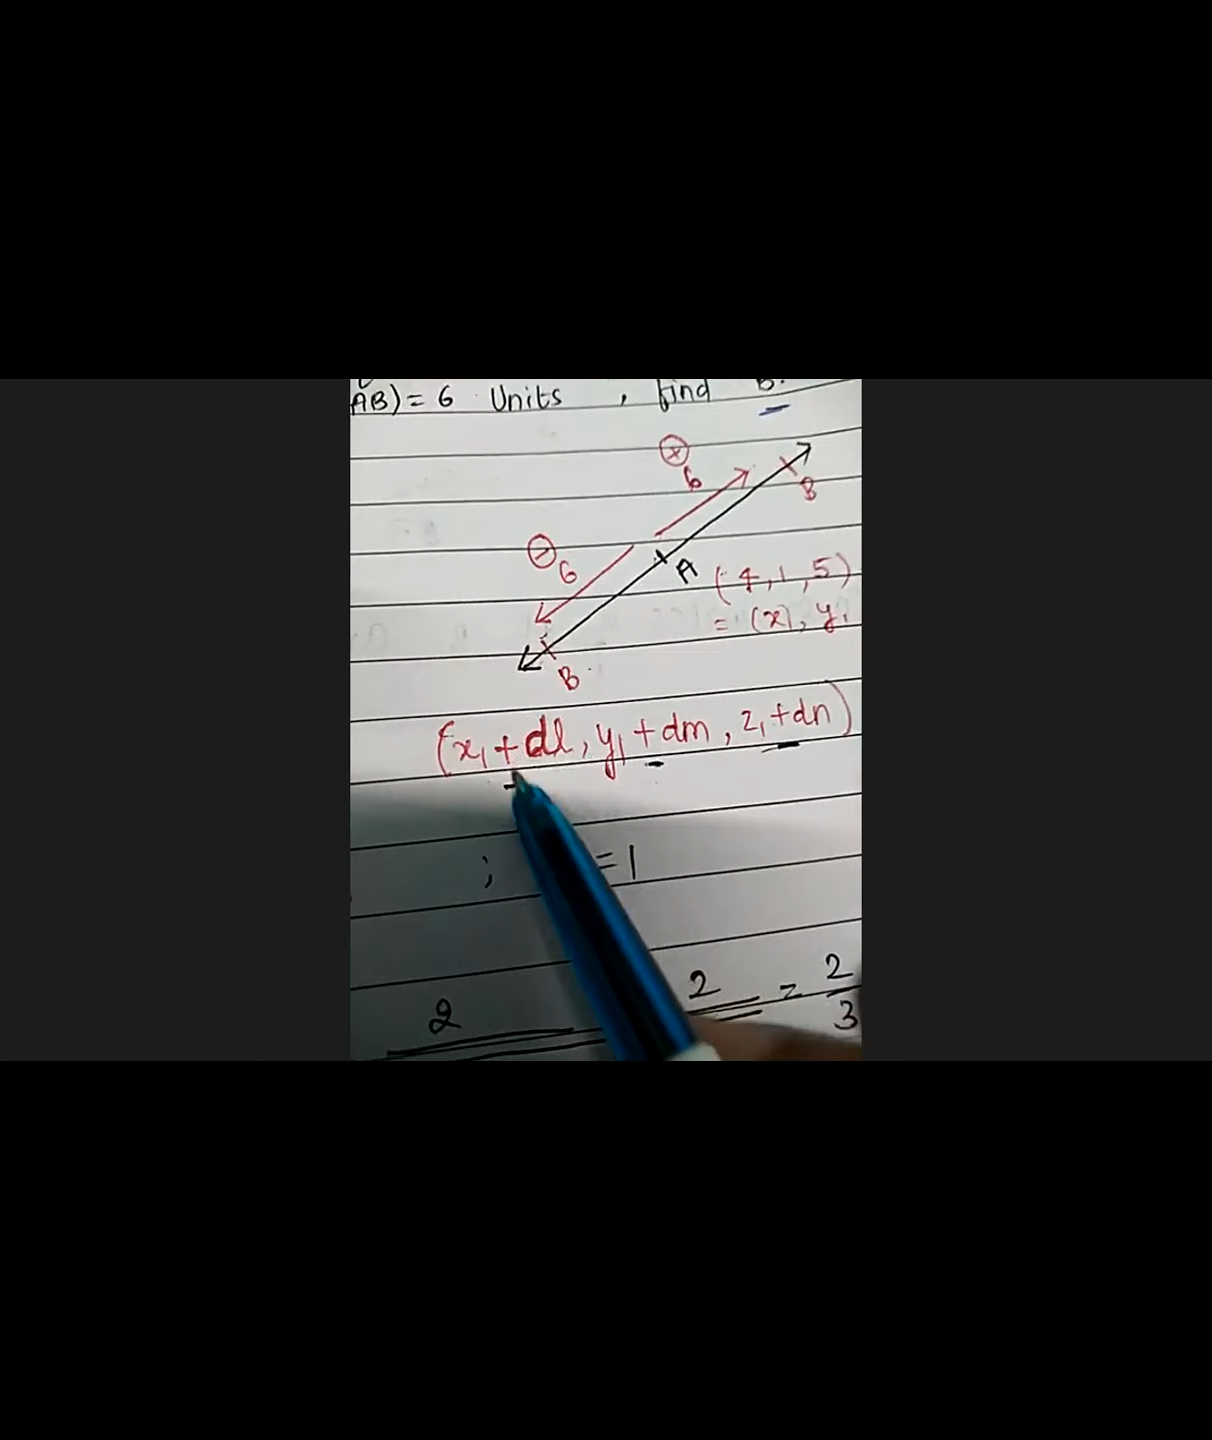 AB) = 6 Units , find B.
+
6
B
-
6
A
(4, 1, 5)
= (x1, y1
B
(x1 + dl, y1 + dm, z1 + dn)
; =1
2
2 = 2
3